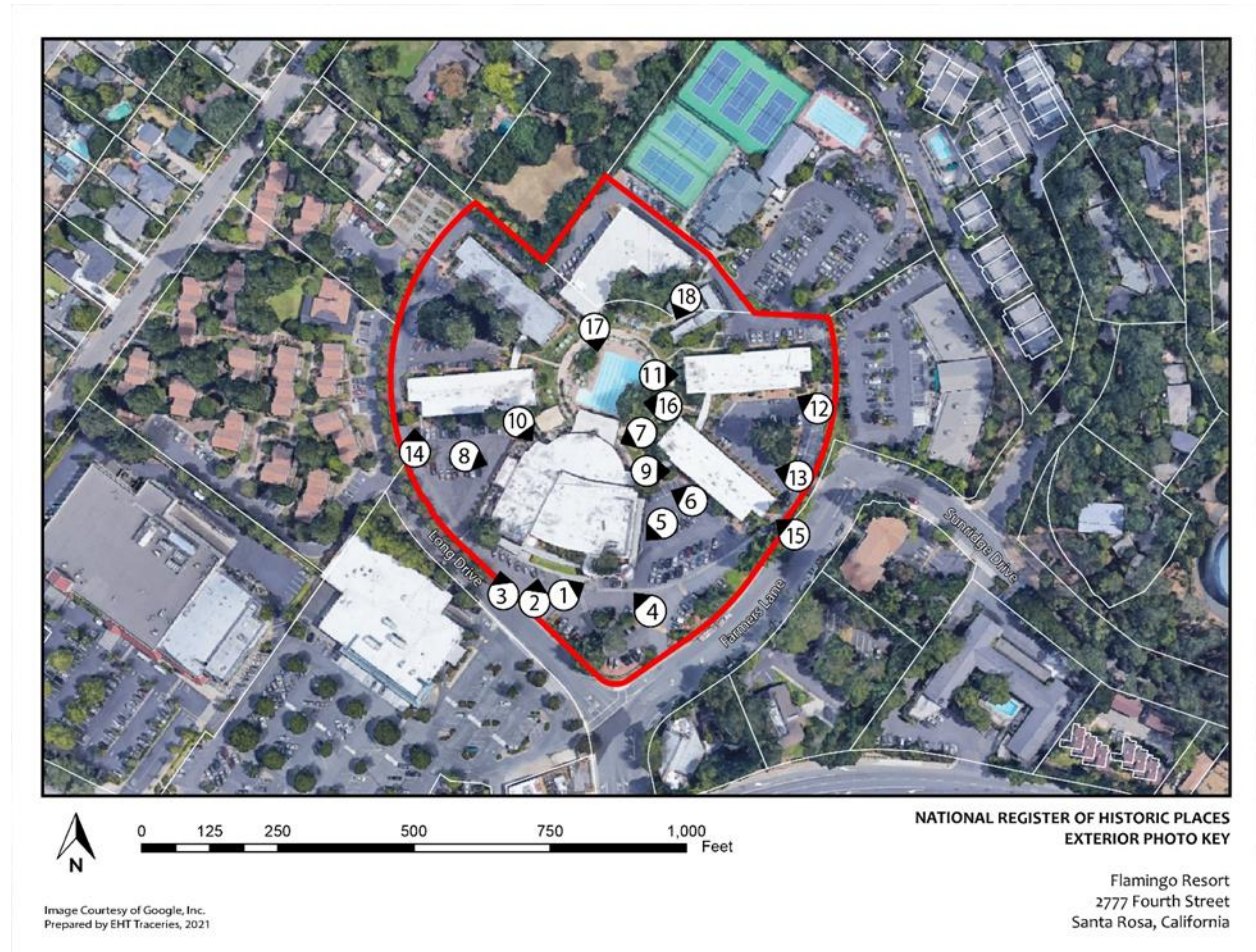 18
17
11
16
12
10
7
14
8
9
13
6
5
15
Sunridge Drive
Long Drive
3
2
1
4
Farmers Lane
N
0 125 250 500 750 1,000
Feet
NATIONAL REGISTER OF HISTORIC PLACES
EXTERIOR PHOTO KEY
Flamingo Resort
2777 Fourth Street
Santa Rosa, California
Image Courtesy of Google, Inc.
Prepared by EHT Traceries, 2021